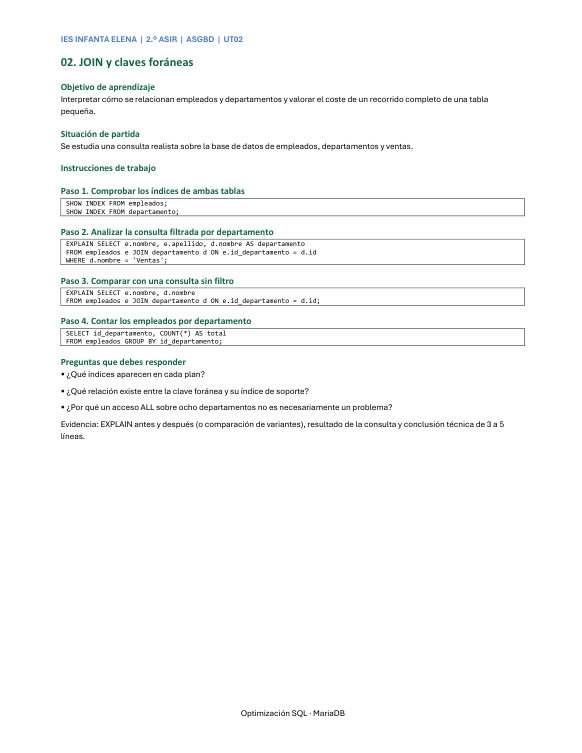 IES INFANTA ELENA | 2.º ASIR | ASGBD | UT02
02. JOIN y claves foráneas
Objetivo de aprendizaje
Interpretar cómo se relacionan empleados y departamentos y valorar el coste de un recorrido completo de una tabla
pequeña.
Situación de partida
Se estudia una consulta realista sobre la base de datos de empleados, departamentos y ventas.
Instrucciones de trabajo
Paso 1. Comprobar los índices de ambas tablas
SHOW INDEX FROM empleados;
SHOW INDEX FROM departamento;
Paso 2. Analizar la consulta filtrada por departamento
EXPLAIN SELECT e.nombre, e.apellido, d.nombre AS departamento
FROM empleados e JOIN departamento d ON e.id_departamento = d.id
WHERE d.nombre = 'Ventas';
Paso 3. Comparar con una consulta sin filtro
EXPLAIN SELECT e.nombre, d.nombre
FROM empleados e JOIN departamento d ON e.id_departamento = d.id;
Paso 4. Contar los empleados por departamento
SELECT id_departamento, COUNT(*) AS total
FROM empleados GROUP BY id_departamento;
Preguntas que debes responder
• ¿Qué índices aparecen en cada plan?
• ¿Qué relación existe entre la clave foránea y su índice de soporte?
• ¿Por qué un acceso ALL sobre ocho departamentos no es necesariamente un problema?
Evidencia: EXPLAIN antes y después (o comparación de variantes), resultado de la consulta y conclusión técnica de 3 a 5
líneas.
Optimización SQL · MariaDB